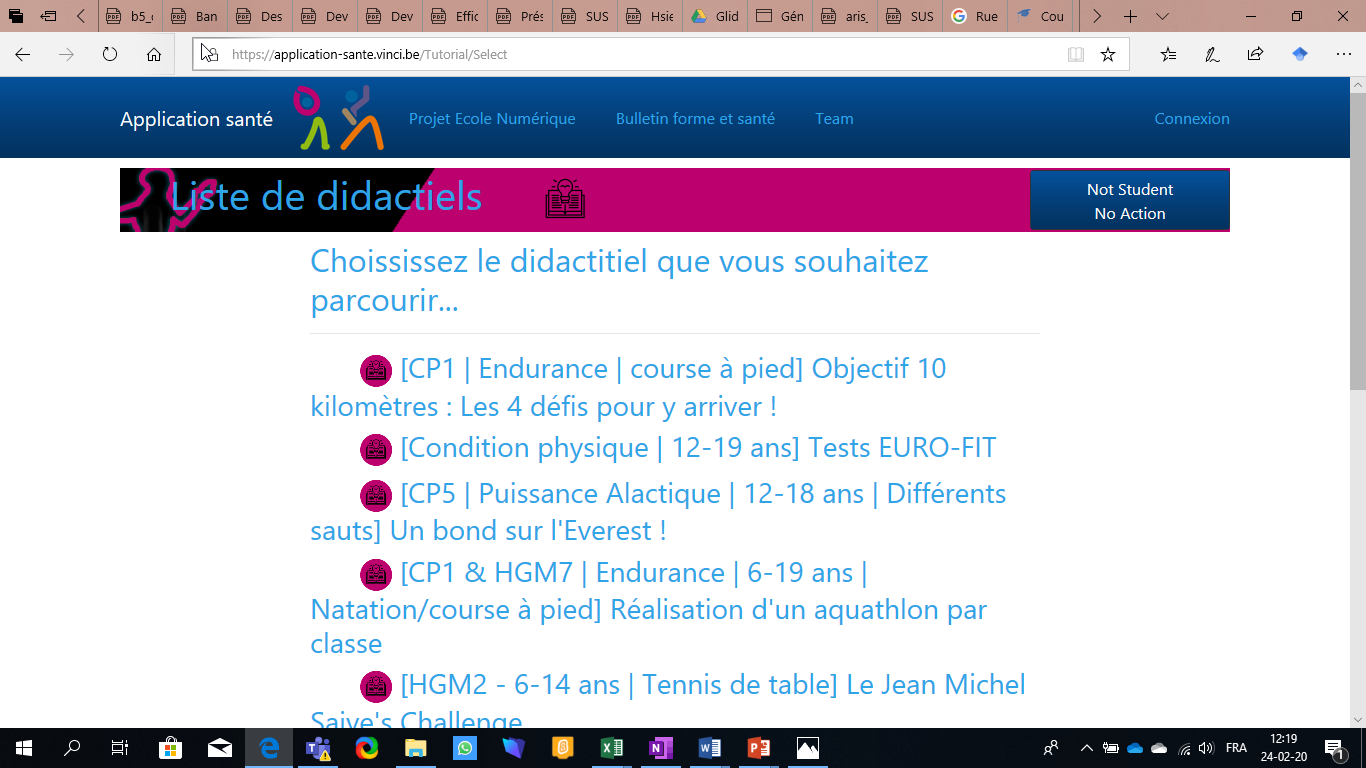 b5_c
Ban
Des
Dev
Dev
Effic
Prés
SUS
Hsie
Glid
Gén
aris_
SUS
Rue
Cou
https://application-sante.vinci.be/Tutorial/Select
Application santé
Projet Ecole Numérique
Bulletin forme et santé
Team
Connexion
Liste de didactiels
Not Student
No Action
Choississez le didactitiel que vous souhaitez
parcourir...
[CP1 | Endurance | course à pied] Objectif 10
kilomètres : Les 4 défis pour y arriver !
[Condition physique | 12-19 ans] Tests EURO-FIT
[CP5 | Puissance Alactique | 12-18 ans | Différents
sauts] Un bond sur l'Everest !
[CP1 & HGM7 | Endurance | 6-19 ans |
Natation/course à pied] Réalisation d'un aquathlon par
classe
[HGM2 - 6-14 ans | Tennis de table] Le Jean Michel
Saive's Challenge
FRA
12:19
24-02-20
1